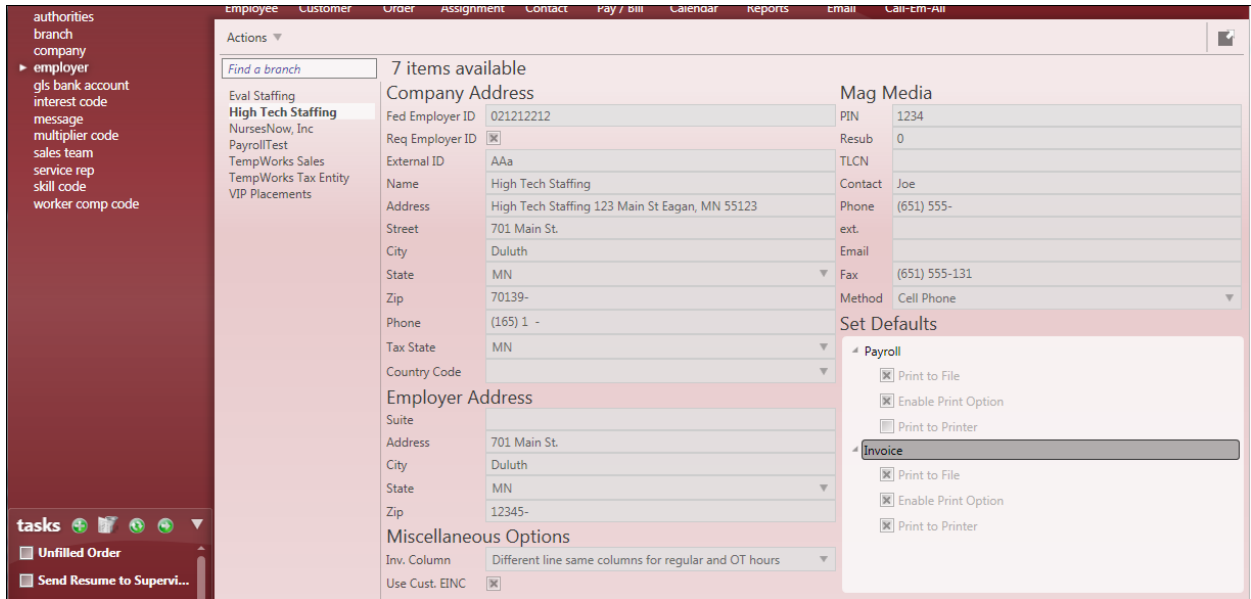 Employee Customer Order Assignment Contact Pay / Bill Calendar Reports Email Call-Em-All
authorities
branch
company
employer
gls bank account
interest code
message
multiplier code
sales team
service rep
skill code
worker comp code
tasks
Unfilled Order
Send Resume to Supervi...
Actions
Find a branch
Eval Staffing
High Tech Staffing
NursesNow, Inc
PayrollTest
TempWorks Sales
TempWorks Tax Entity
VIP Placements
7 items available
Company Address
Fed Employer ID 021212212
Req Employer ID
External ID AAa
Name High Tech Staffing
Address High Tech Staffing 123 Main St Eagan, MN 55123
Street 701 Main St.
City Duluth
State MN
Zip 70139-
Phone (165) 1 -
Tax State MN
Country Code
Employer Address
Suite
Address 701 Main St.
City Duluth
State MN
Zip 12345-
Miscellaneous Options
Inv. Column Different line same columns for regular and OT hours
Use Cust. EINC
Mag Media
PIN 1234
Resub 0
TLCN
Contact Joe
Phone (651) 555-
ext.
Email
Fax (651) 555-131
Method Cell Phone
Set Defaults
Payroll
Print to File
Enable Print Option
Print to Printer
Invoice
Print to File
Enable Print Option
Print to Printer